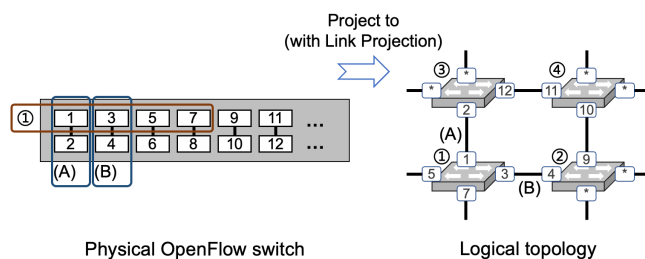 Project to
(with Link Projection)
① 1 3 5 7 9 11 ...
2 4 6 8 10 12 ...
(A) (B)
③ * ④ *
* 12 11 *
2 10
(A)
① 1 ② 9
5 3 4 *
(B)
7 *
Physical OpenFlow switch
Logical topology